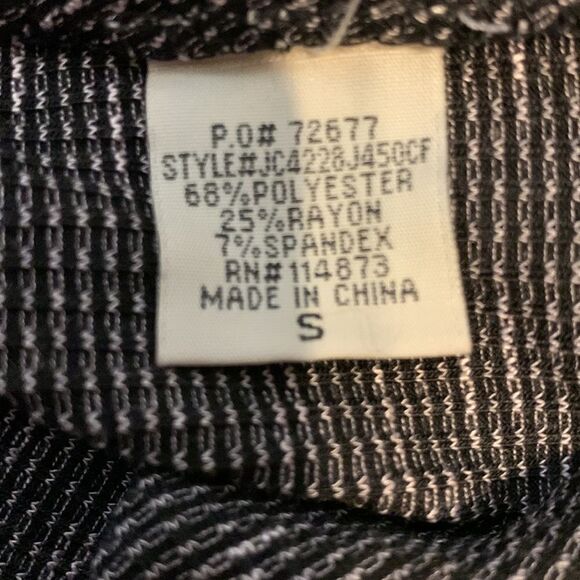 P.O# 72677
STYLE#JC4228J450CF
68%POLYESTER
25%RAYON
7%SPANDEX
RN#114873
MADE IN CHINA
S